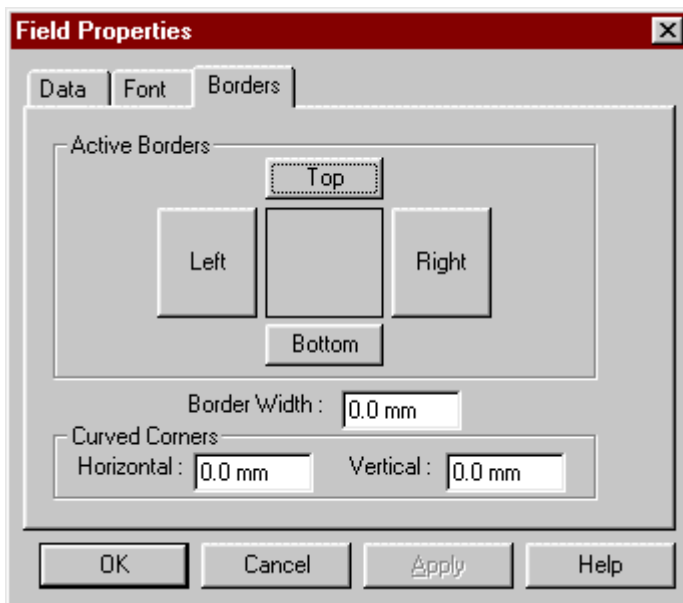 Field Properties
Data Font Borders
Active Borders
Top
Left Right
Bottom
Border Width : 0.0 mm
Curved Corners
Horizontal : 0.0 mm Vertical : 0.0 mm
OK Cancel Apply Help